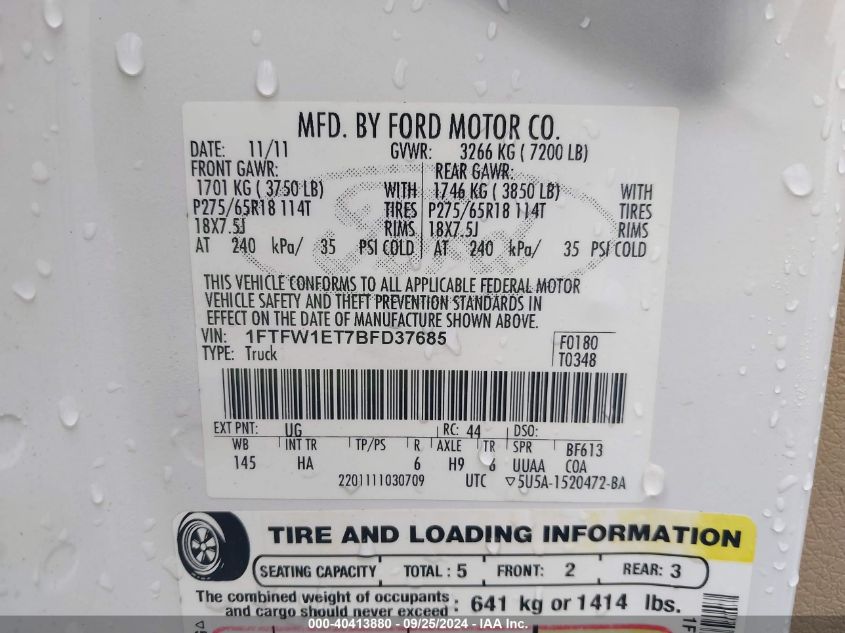 MFD. BY FORD MOTOR CO.
DATE: 11/11 GVWR: 3266 KG ( 7200 LB)
FRONT GAWR: REAR GAWR:
1701 KG ( 3750 LB) WITH 1746 KG ( 3850 LB) WITH
P275/65R18 114T TIRES P275/65R18 114T TIRES
18X7.5J RIMS 18X7.5J RIMS
AT 240 kPa/ 35 PSI COLD AT 240 kPa/ 35 PSI COLD
THIS VEHICLE CONFORMS TO ALL APPLICABLE FEDERAL MOTOR
VEHICLE SAFETY AND THEFT PREVENTION STANDARDS IN
EFFECT ON THE DATE OF MANUFACTURE SHOWN ABOVE.
VIN: 1FTFW1ET7BFD37685 F0180
TYPE: Truck T0348
EXT PNT: UG RC: 44 DSO:
WB INT TR TP/PS R AXLE TR SPR BF613
145 HA 6 H9 6 UUAA COA
2201111030709 UTC ▽5U5A-1520472-BA
TIRE AND LOADING INFORMATION
SEATING CAPACITY TOTAL : 5 FRONT: 2 REAR: 3
The combined weight of occupants
and cargo should never exceed : 641 kg or 1414 lbs.
000-40413880 - 09/25/2024 - IAA Inc.